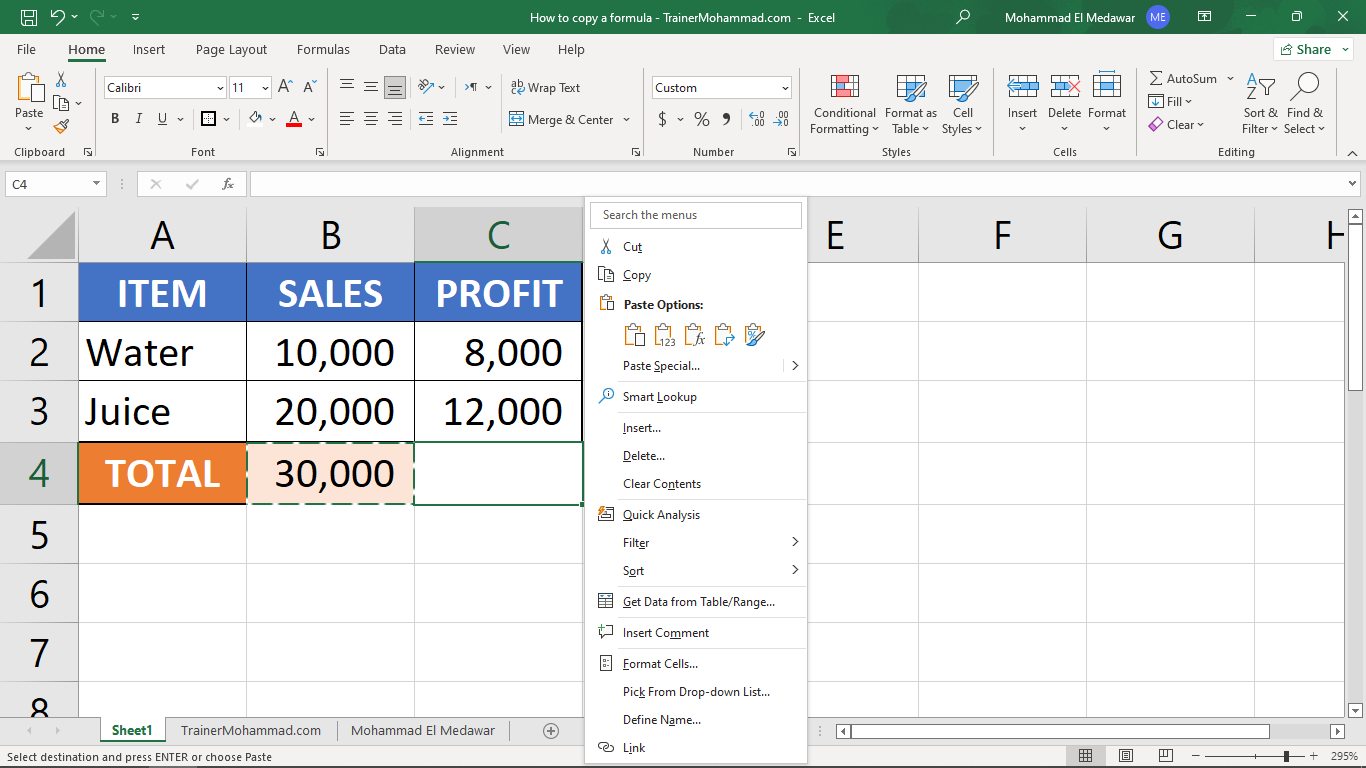 How to copy a formula - TrainerMohammad.com - Excel
Mohammad El Medawar ME
File Home Insert Page Layout Formulas Data Review View Help Share
Paste
Clipboard
Calibri 11 A A
B I U A
Font
ab Wrap Text
Merge & Center
Alignment
Custom
$ % 9 .00 .00
Number
Conditional Formatting
Format as Table
Cell Styles
Styles
Insert Delete Format
Cells
AutoSum
Fill
Clear
Sort & Filter
Find & Select
Editing
C4 fx
A B C E F G H
1 ITEM SALES PROFIT
2 Water 10,000 8,000
3 Juice 20,000 12,000
4 TOTAL 30,000
5
6
7
8
Search the menus
Cut
Copy
Paste Options:
123 fx %
Paste Special...
Smart Lookup
Insert...
Delete...
Clear Contents
Quick Analysis
Filter
Sort
Get Data from Table/Range...
Insert Comment
Format Cells...
Pick From Drop-down List...
Define Name...
Link
Sheet1 TrainerMohammad.com Mohammad El Medawar
Select destination and press ENTER or choose Paste
295%